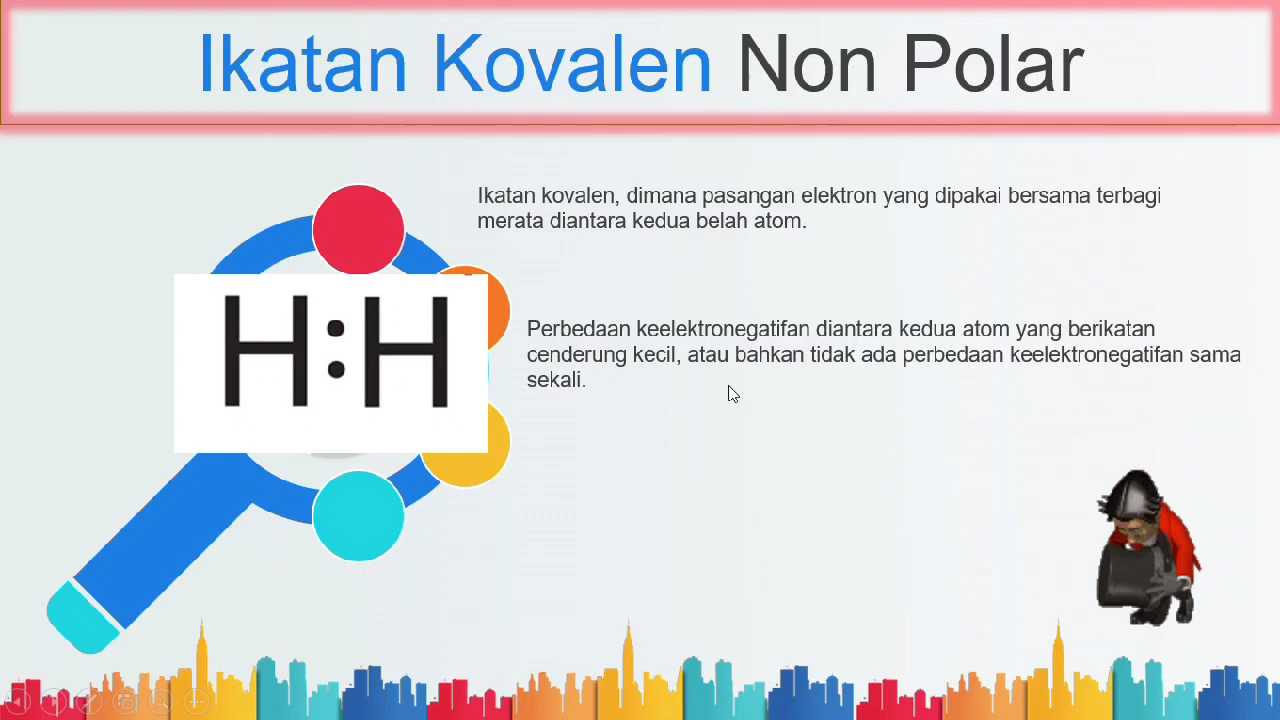 Ikatan Kovalen Non Polar
Ikatan kovalen, dimana pasangan elektron yang dipakai bersama terbagi
merata diantara kedua belah atom.
H:H
Perbedaan keelektronegatifan diantara kedua atom yang berikatan
cenderung kecil, atau bahkan tidak ada perbedaan keelektronegatifan sama
sekali.